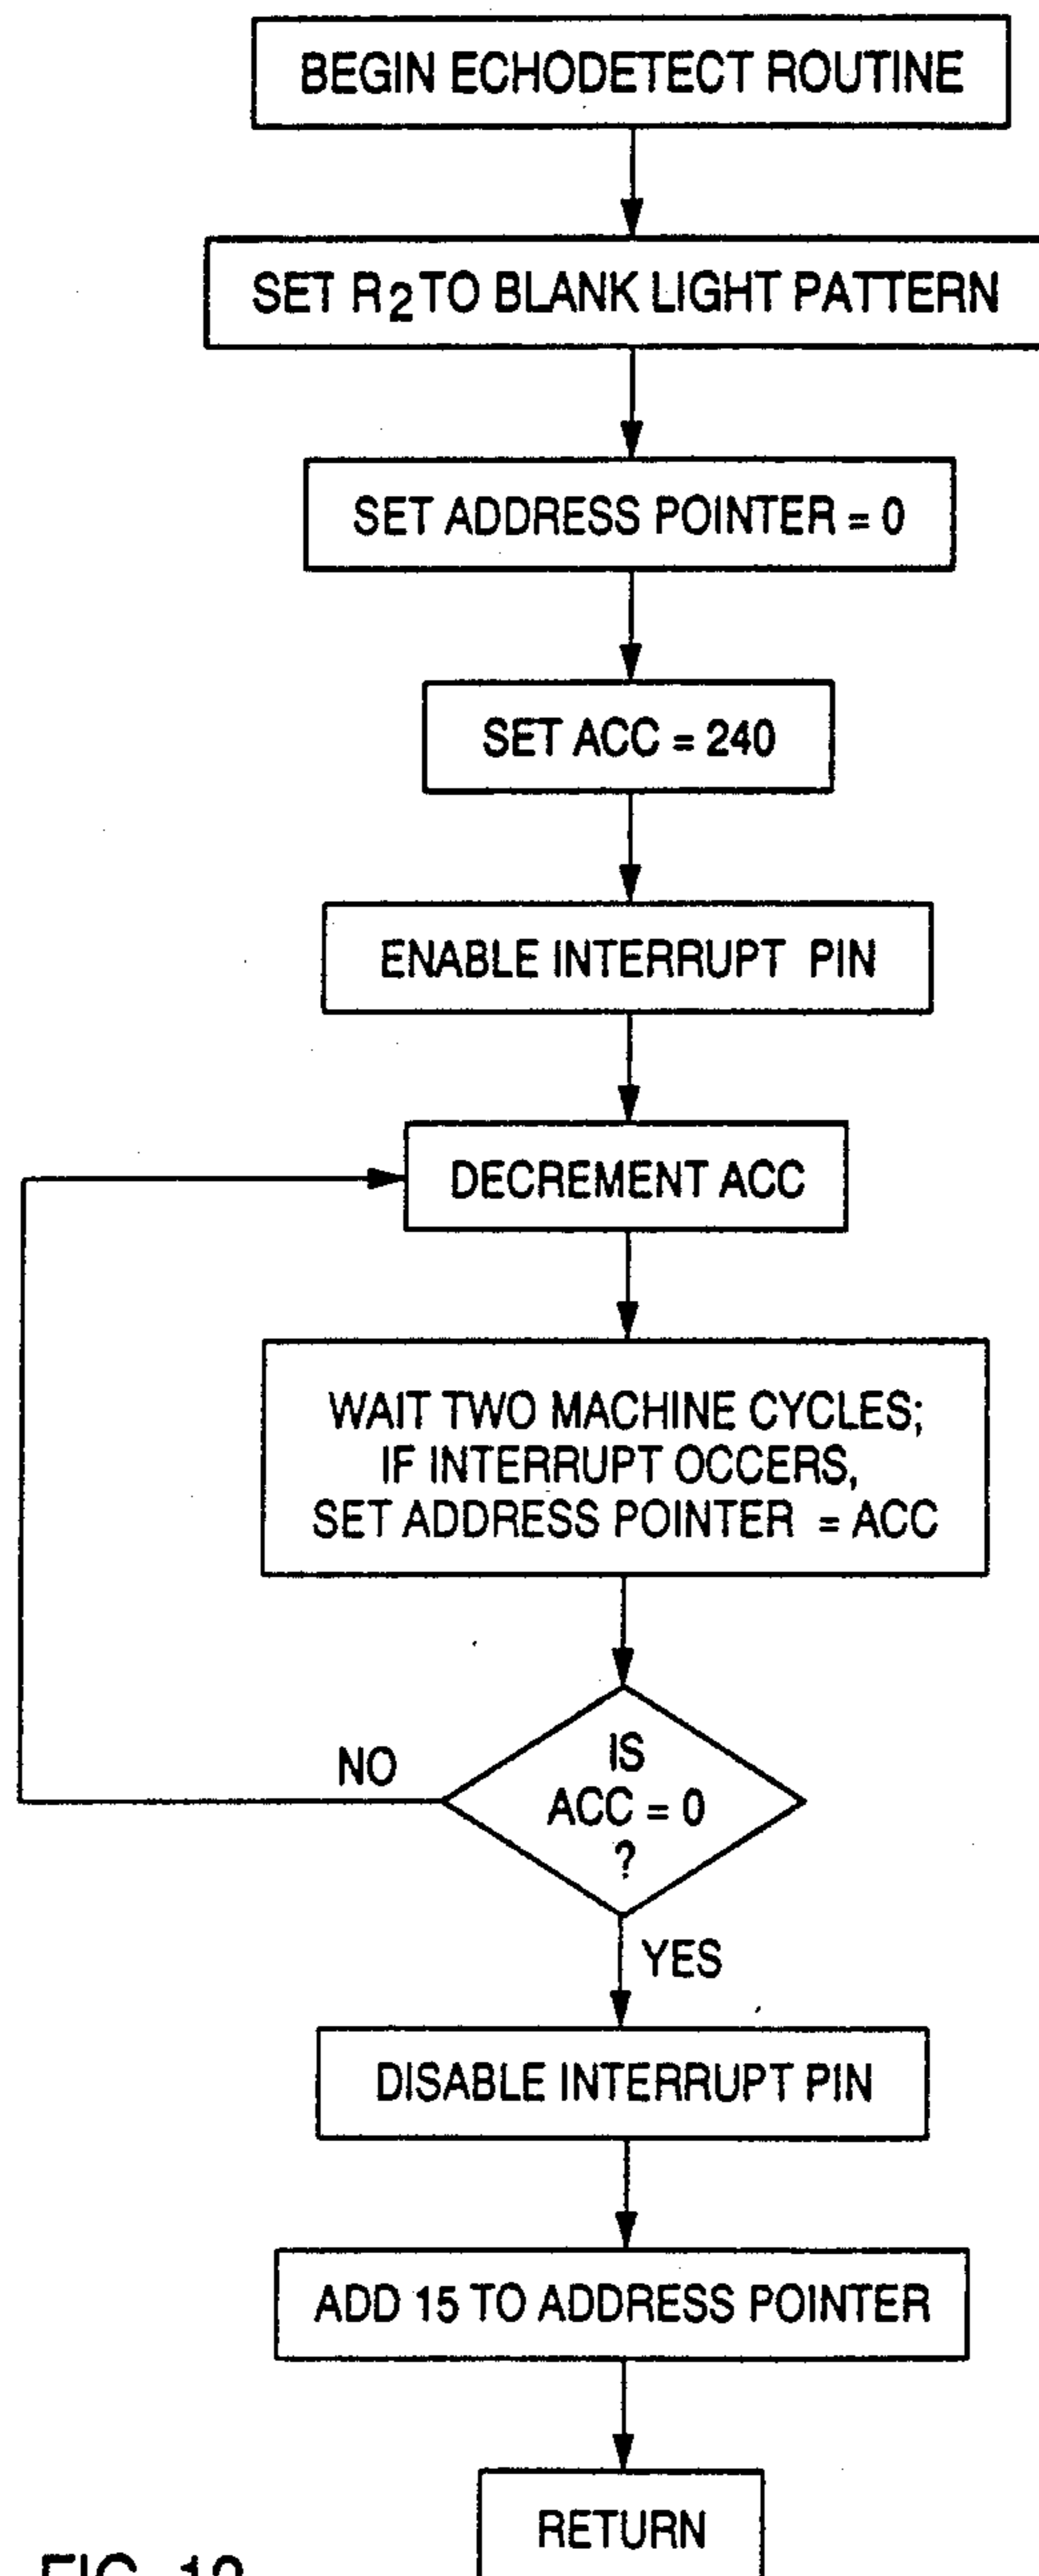 BEGIN ECHODETECT ROUTINE
SET R2 TO BLANK LIGHT PATTERN
SET ADDRESS POINTER = 0
SET ACC = 240
ENABLE INTERRUPT PIN
DECREMENT ACC
WAIT TWO MACHINE CYCLES;
IF INTERRUPT OCCERS,
SET ADDRESS POINTER = ACC
IS
ACC = 0
?
NO
YES
DISABLE INTERRUPT PIN
ADD 15 TO ADDRESS POINTER
RETURN
FIG.